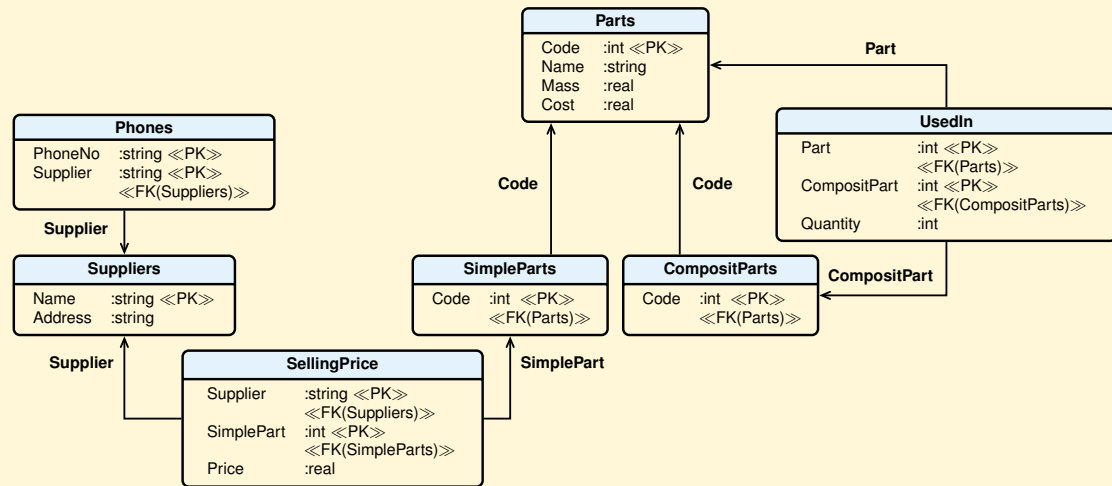 Parts
Code :int ≪PK≫
Name :string
Mass :real
Cost :real
Part
Phones
PhoneNo :string ≪PK≫
Supplier :string ≪PK≫
≪FK(Suppliers)≫
UsedIn
Part :int ≪PK≫
≪FK(Parts)≫
CompositPart :int ≪PK≫
≪FK(CompositParts)≫
Quantity :int
Code
Code
Supplier
Suppliers
Name :string ≪PK≫
Address :string
SimpleParts
Code :int ≪PK≫
≪FK(Parts)≫
CompositParts
Code :int ≪PK≫
≪FK(Parts)≫
CompositPart
Supplier
SellingPrice
Supplier :string ≪PK≫
≪FK(Suppliers)≫
SimplePart :int ≪PK≫
≪FK(SimpleParts)≫
Price :real
SimplePart